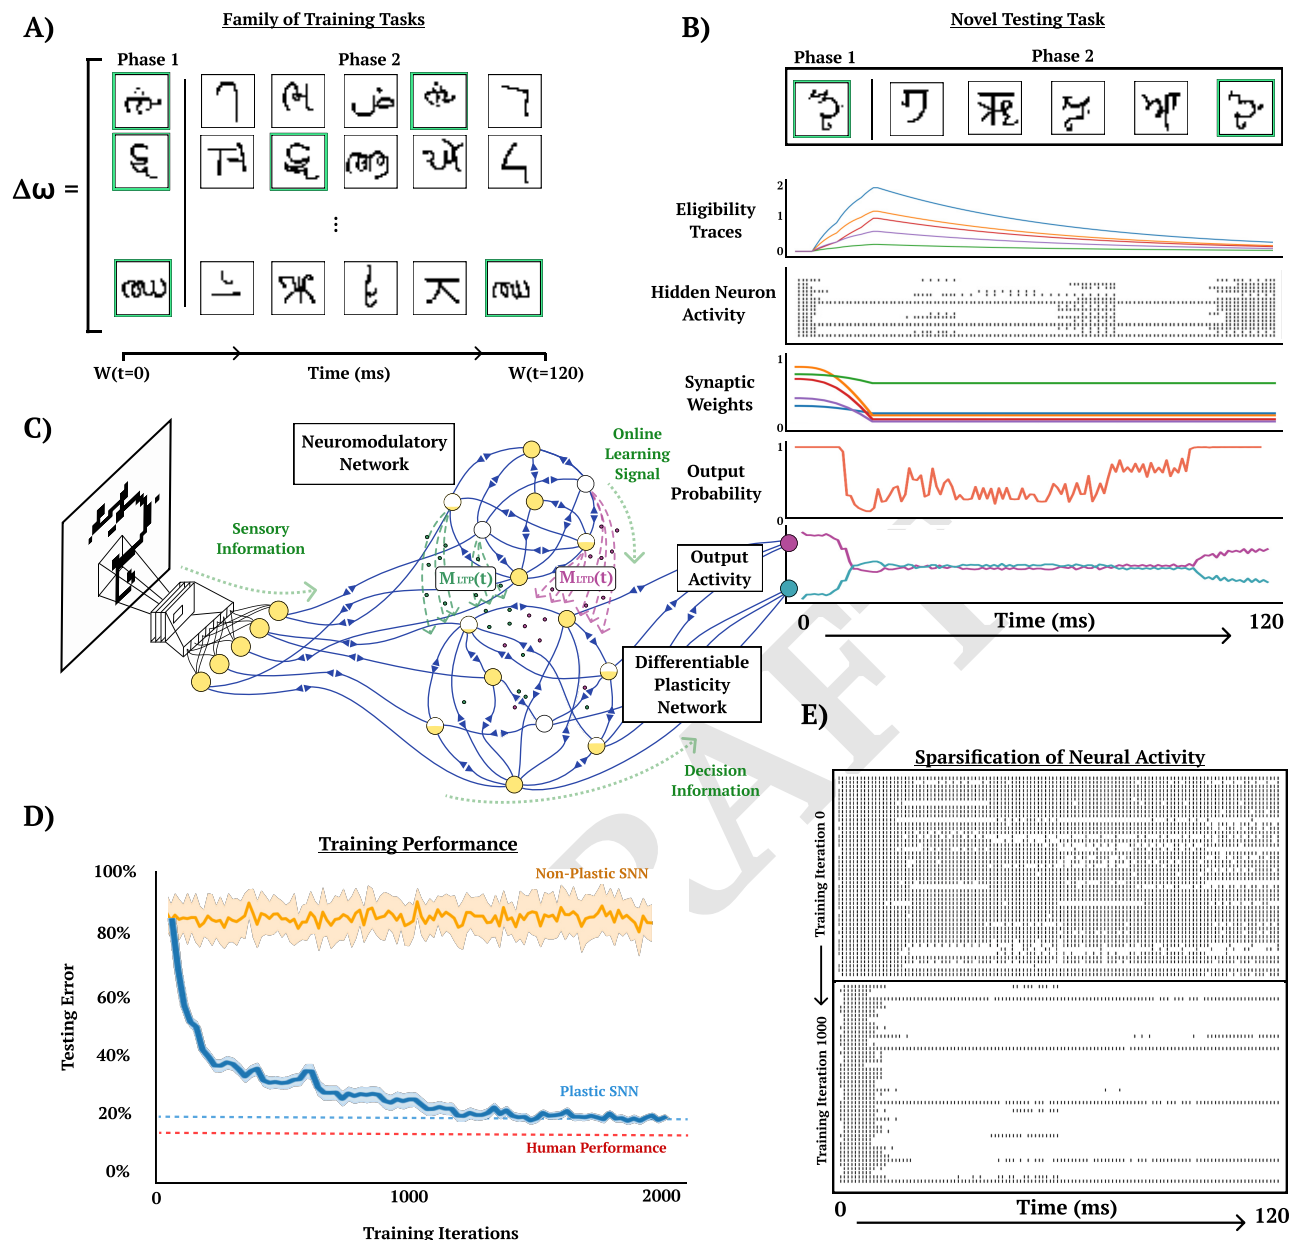 A)
Family of Training Tasks
Phase 1
Phase 2
Δω =
W(t=0)
Time (ms)
W(t=120)
B)
Novel Testing Task
Phase 1
Phase 2
Eligibility
Traces
2
1
0
Hidden Neuron
Activity
Synaptic
Weights
1
0
Output
Probability
1
0
Output
Activity
0
Time (ms)
120
C)
Neuromodulatory
Network
Online
Learning
Signal
Sensory
Information
MLTP(t)
MLTD(t)
Differentiable
Plasticity
Network
Decision
Information
D)
Training Performance
Testing Error
100%
80%
60%
40%
20%
0%
Non-Plastic SNN
Plastic SNN
Human Performance
0
1000
2000
Training Iterations
E)
Sparsification of Neural Activity
Training Iteration 0
Training Iteration 1000
0
Time (ms)
120